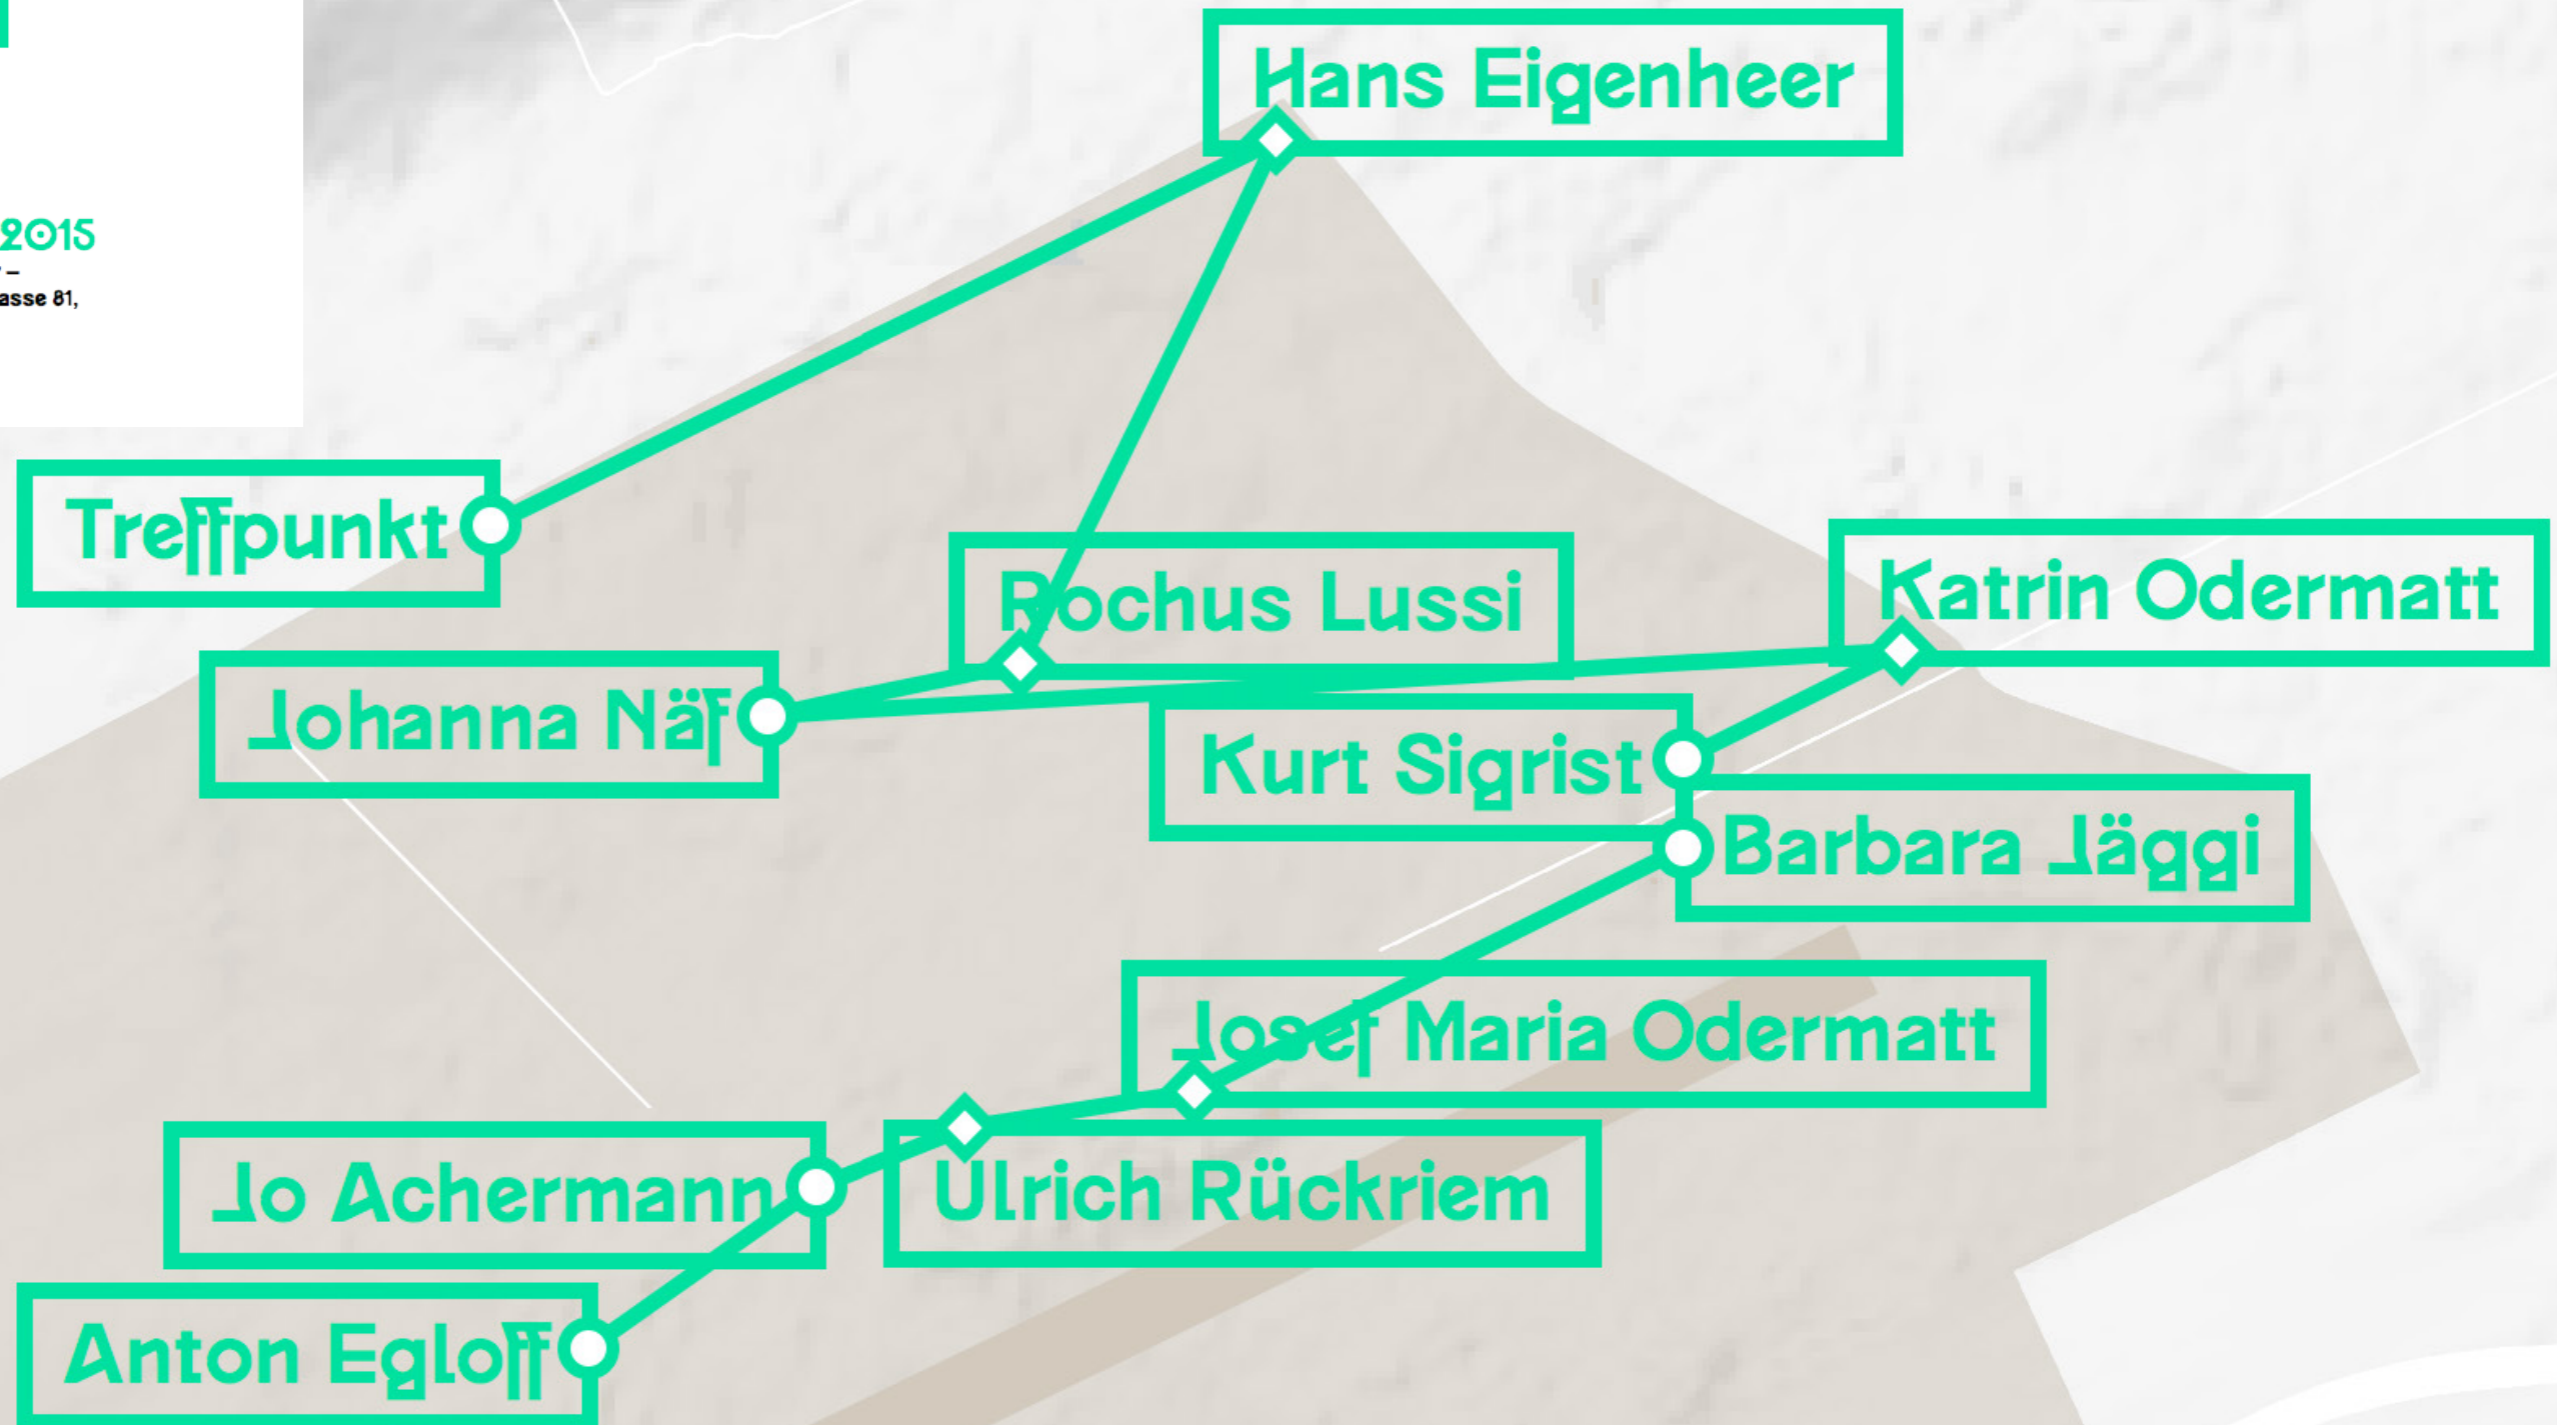 2015
–
asse 81,
Hans Eigenheer
Treffpunkt
Rochus Lussi
Katrin Odermatt
Johanna Näf
Kurt Sigrist
Barbara Jäggi
Josef Maria Odermatt
Jo Achermann
Ulrich Rückriem
Anton Egloff